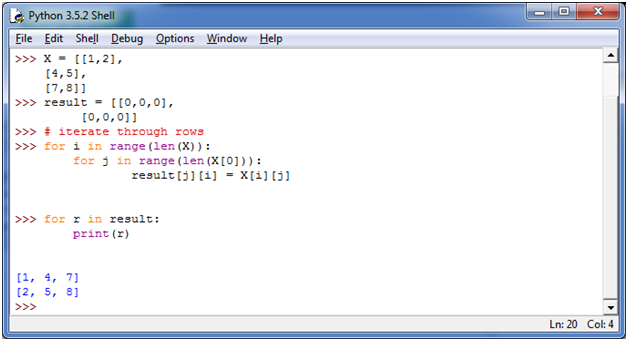 Python 3.5.2 Shell
File Edit Shell Debug Options Window Help
>>> X = [[1,2],
    [4,5],
    [7,8]]
>>> result = [[0,0,0],
         [0,0,0]]
>>> # iterate through rows
>>> for i in range(len(X)):
        for j in range(len(X[0])):
                result[j][i] = X[i][j]
>>> for r in result:
        print(r)
[1, 4, 7]
[2, 5, 8]
>>>
Ln: 20 Col: 4